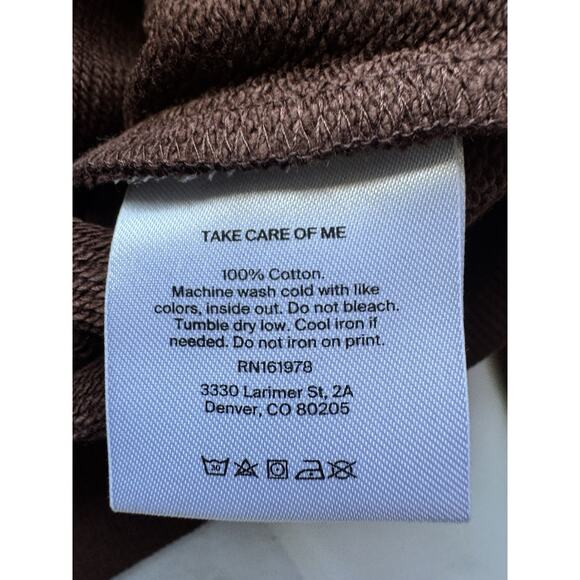 TAKE CARE OF ME
100% Cotton.
Machine wash cold with like
colors, inside out. Do not bleach.
Tumble dry low. Cool iron if
needed. Do not iron on print.
RN161978
3330 Larimer St, 2A
Denver, CO 80205
30